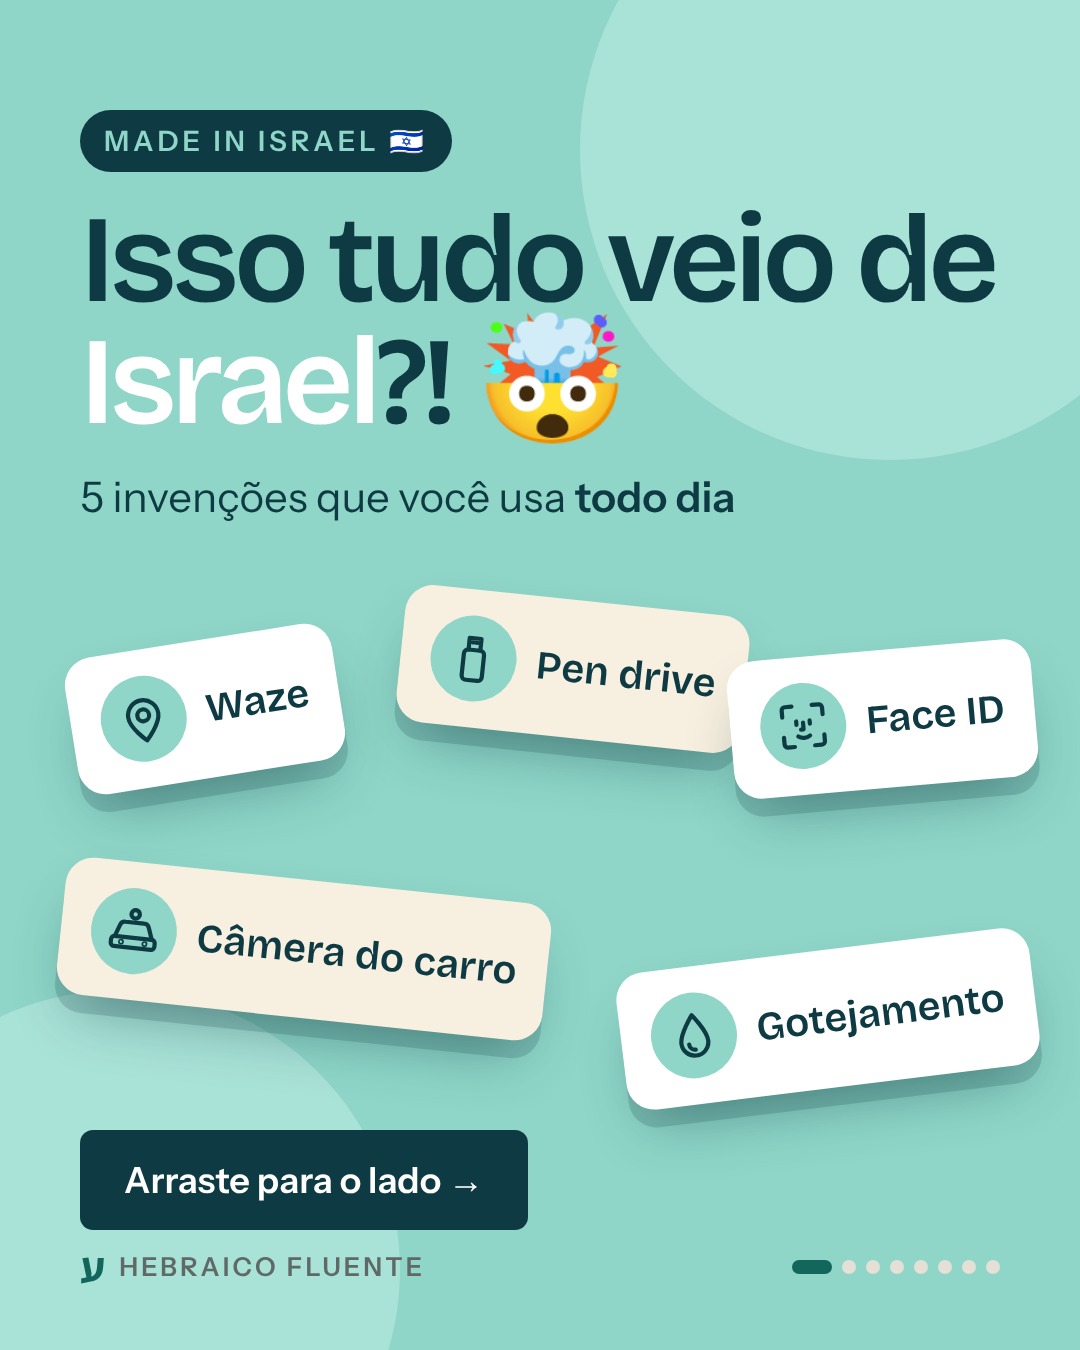 MADE IN ISRAEL 🇮🇱
Isso tudo veio de
Israel?! 🤯
5 invenções que você usa todo dia
Waze
Pen drive
Face ID
Câmera do carro
Gotejamento
Arraste para o lado →
ע HEBRAICO FLUENTE